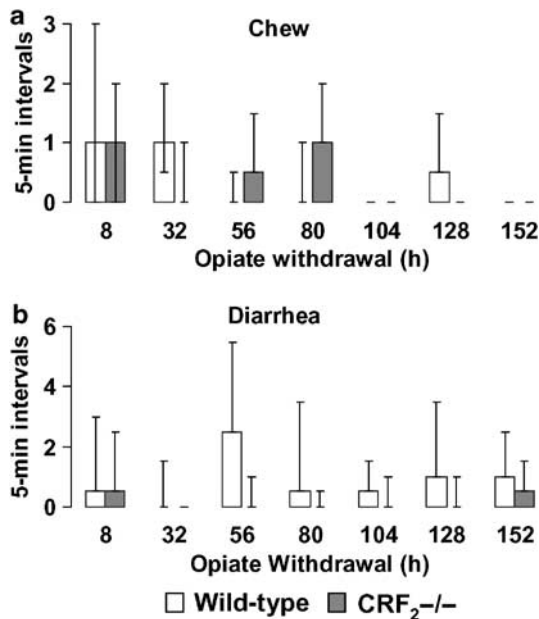 a
Chew
5-min intervals
3
2
1
0
8 32 56 80 104 128 152
Opiate withdrawal (h)
b
Diarrhea
5-min intervals
6
4
2
0
8 32 56 80 104 128 152
Opiate Withdrawal (h)
Wild-type CRF₂−/−